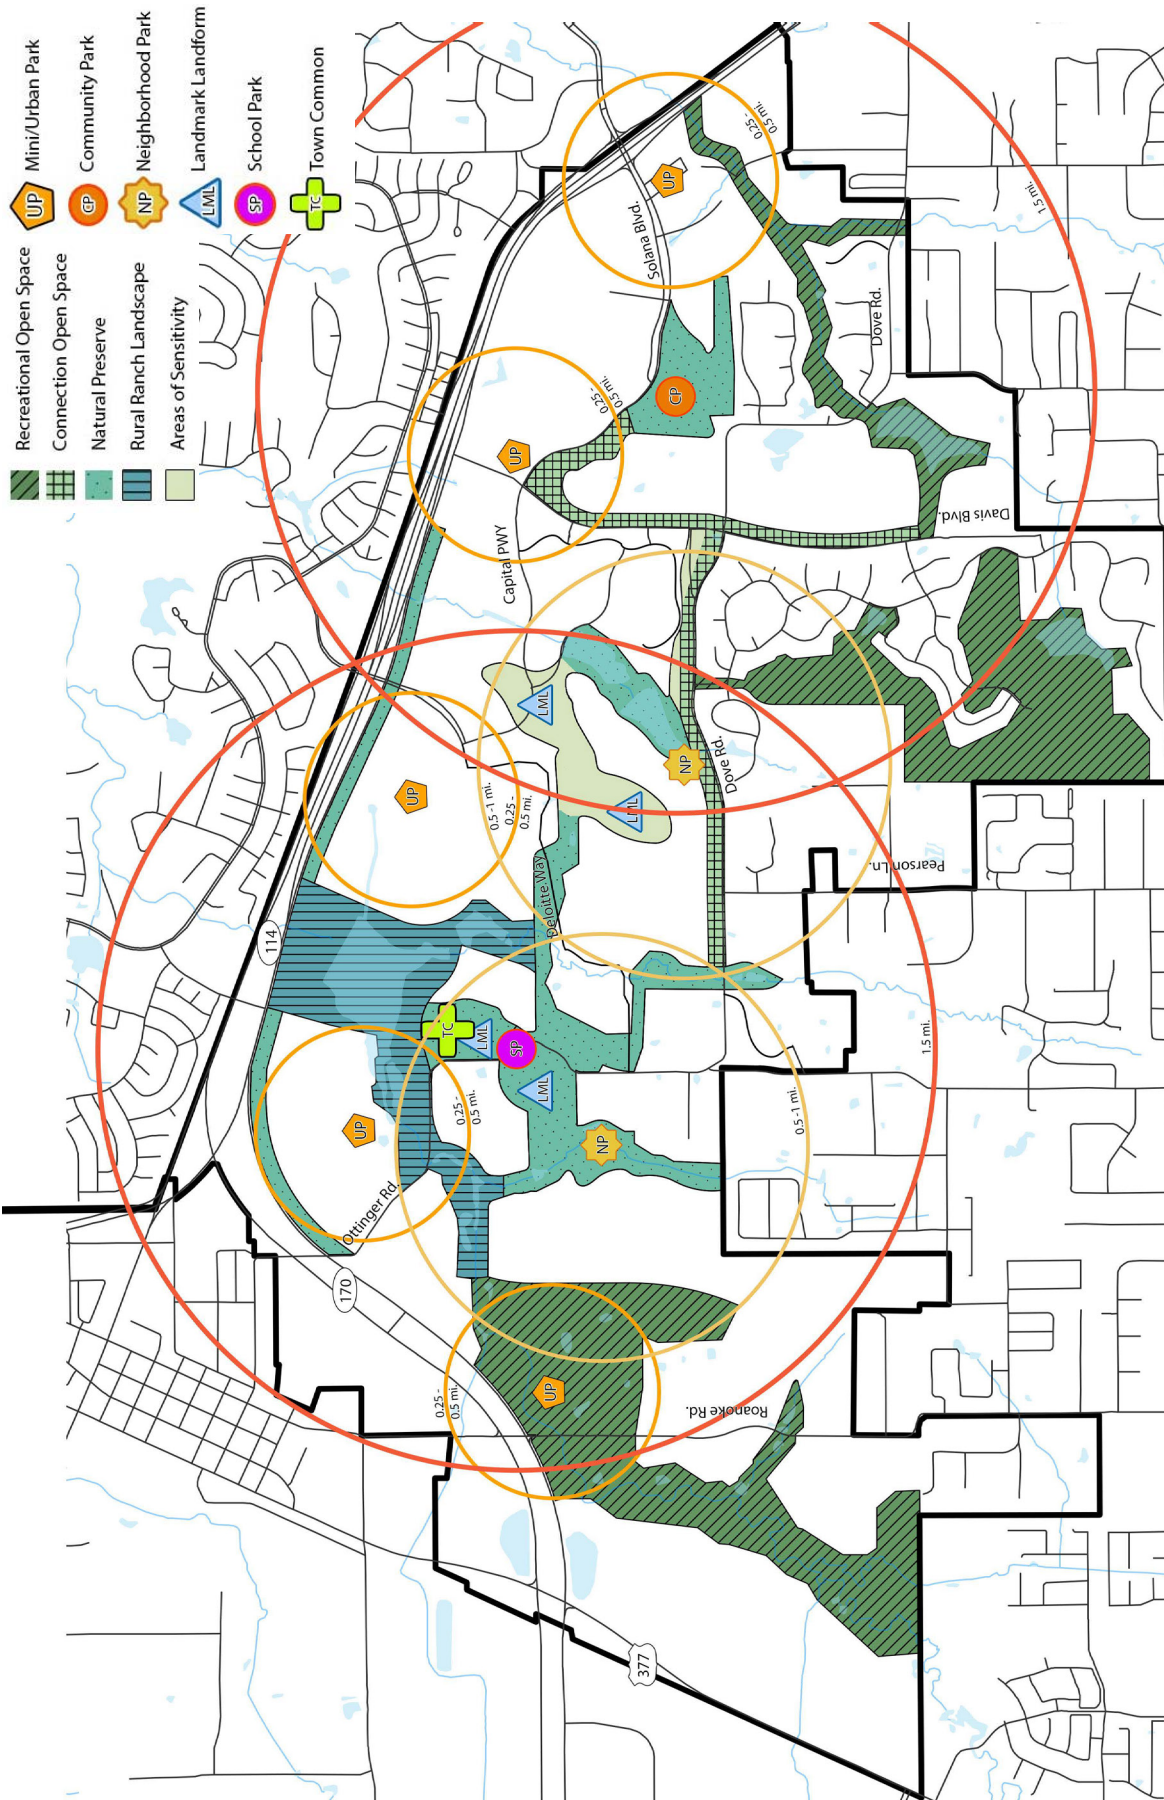 Recreational Open Space
Connection Open Space
Natural Preserve
Rural Ranch Landscape
Areas of Sensitivity
UP
Mini/Urban Park
CP
Community Park
NP
Neighborhood Park
LML
Landmark Landform
SP
School Park
TC
Town Common
377
170
114
Ottinger Rd.
Roanoke Rd.
Deloitte Way
Pearson Ln.
Dove Rd.
Capital PWY
Davis Blvd.
Solana Blvd.
Dove Rd.
UP
0.25 -
0.5 mi.
UP
0.25 -
0.5 mi.
NP
0.5 - 1 mi.
LML
SP
LML
TC
1.5 mi.
UP
0.5 - 1 mi.
0.25 -
0.5 mi.
LML
LML
NP
UP
0.25 -
0.5 mi.
CP
UP
0.25 -
0.5 mi.
1.5 mi.